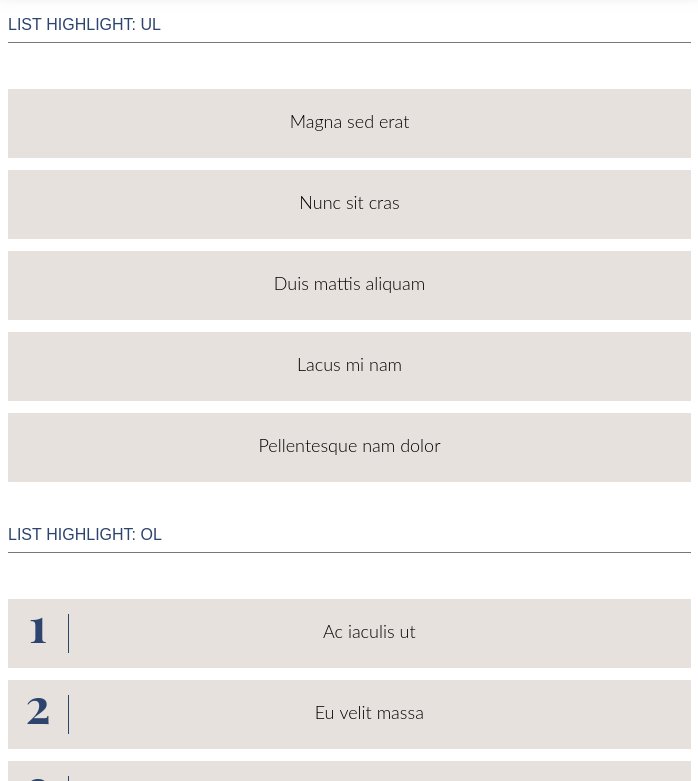 LIST HIGHLIGHT: UL
Magna sed erat
Nunc sit cras
Duis mattis aliquam
Lacus mi nam
Pellentesque nam dolor
LIST HIGHLIGHT: OL
1 Ac iaculis ut
2 Eu velit massa